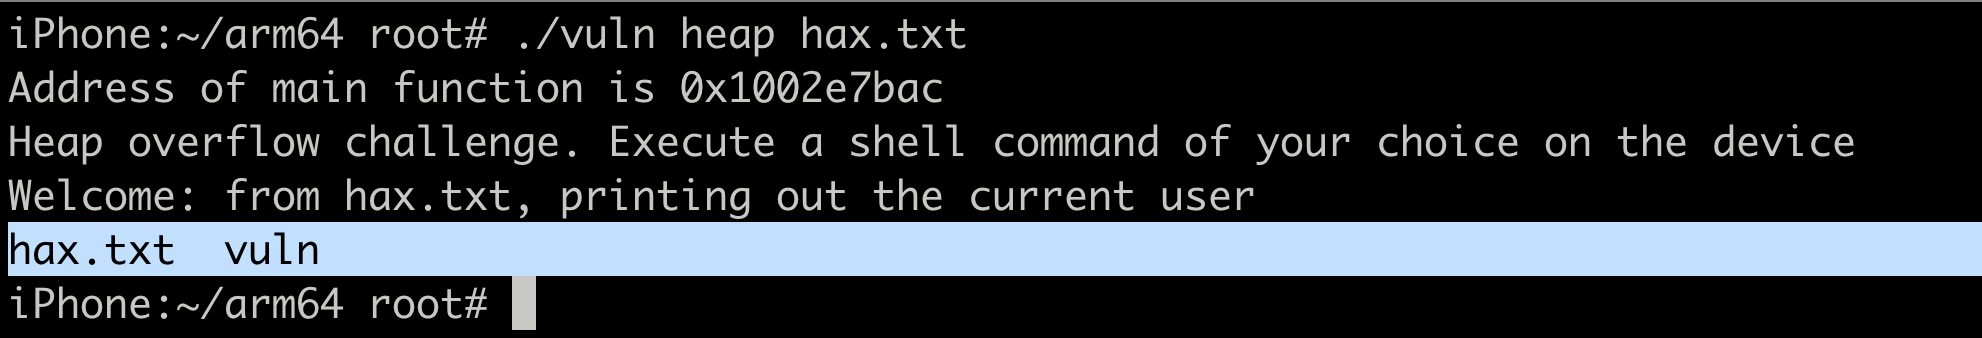 iPhone:~/arm64 root# ./vuln heap hax.txt
Address of main function is 0x1002e7bac
Heap overflow challenge. Execute a shell command of your choice on the device
Welcome: from hax.txt, printing out the current user
hax.txt  vuln
iPhone:~/arm64 root#